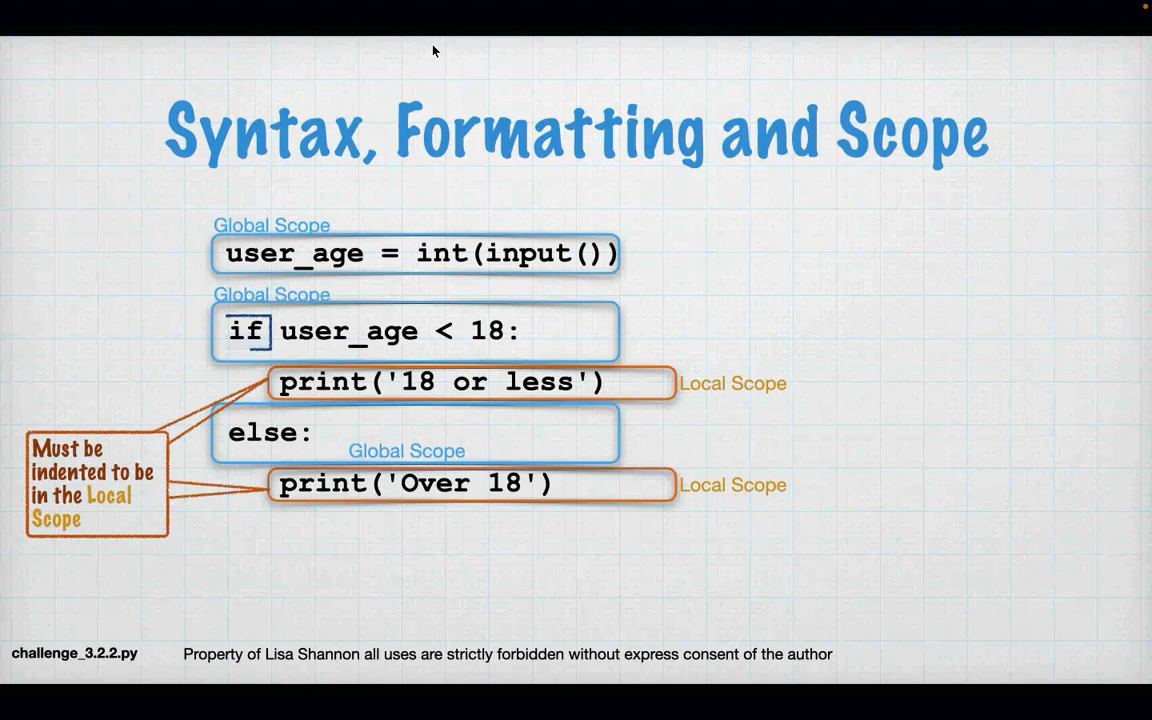 Syntax, Formatting and Scope
Global Scope
user_age = int(input())
Global Scope
if user_age < 18:
print('18 or less')
Local Scope
else:
Global Scope
print('Over 18')
Local Scope
Must be
indented to be
in the Local
Scope
challenge_3.2.2.py
Property of Lisa Shannon all uses are strictly forbidden without express consent of the author